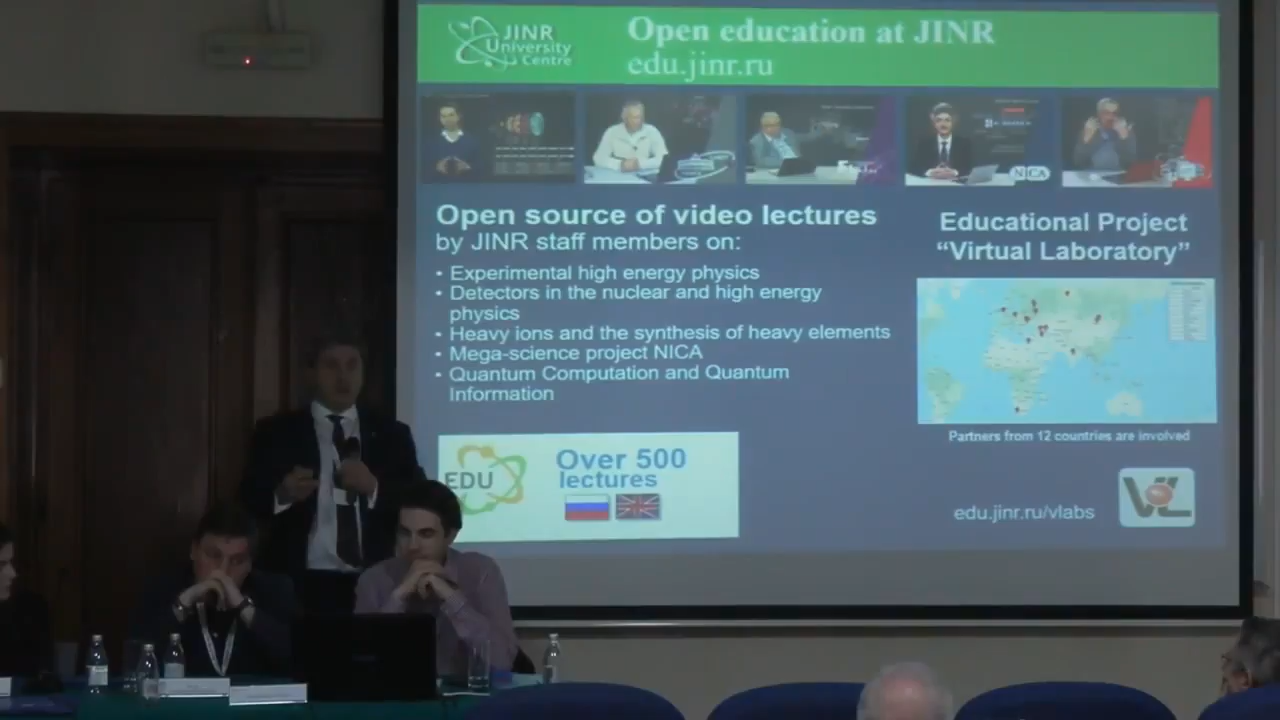 JINR
University
Centre
Open education at JINR
edu.jinr.ru
NICA
Open source of video lectures
by JINR staff members on:
• Experimental high energy physics
• Detectors in the nuclear and high energy
physics
• Heavy ions and the synthesis of heavy elements
• Mega-science project NICA
• Quantum Computation and Quantum
Information
EDU
Over 500
lectures
Educational Project
“Virtual Laboratory”
Partners from 12 countries are involved
edu.jinr.ru/vlabs
VL